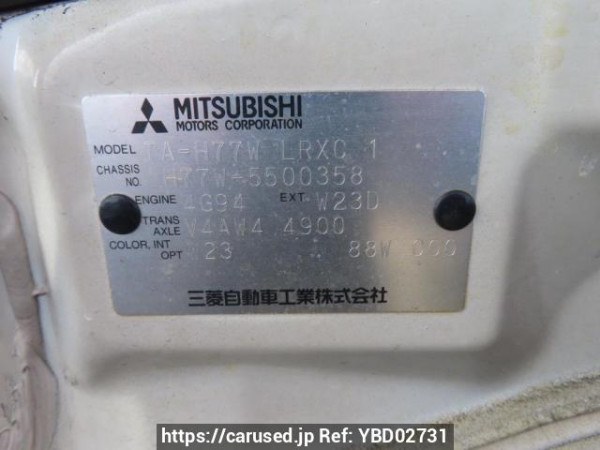 MITSUBISHI
MOTORS CORPORATION
MODEL TA-H77W LRXC 1
CHASSIS NO. H77W-5500358
ENGINE 4G94 EXT W23D
TRANS AXLE V4AW4 4900
COLOR, INT OPT 23 88W 000
三菱自動車工業株式会社
https://carused.jp Ref: YBD02731